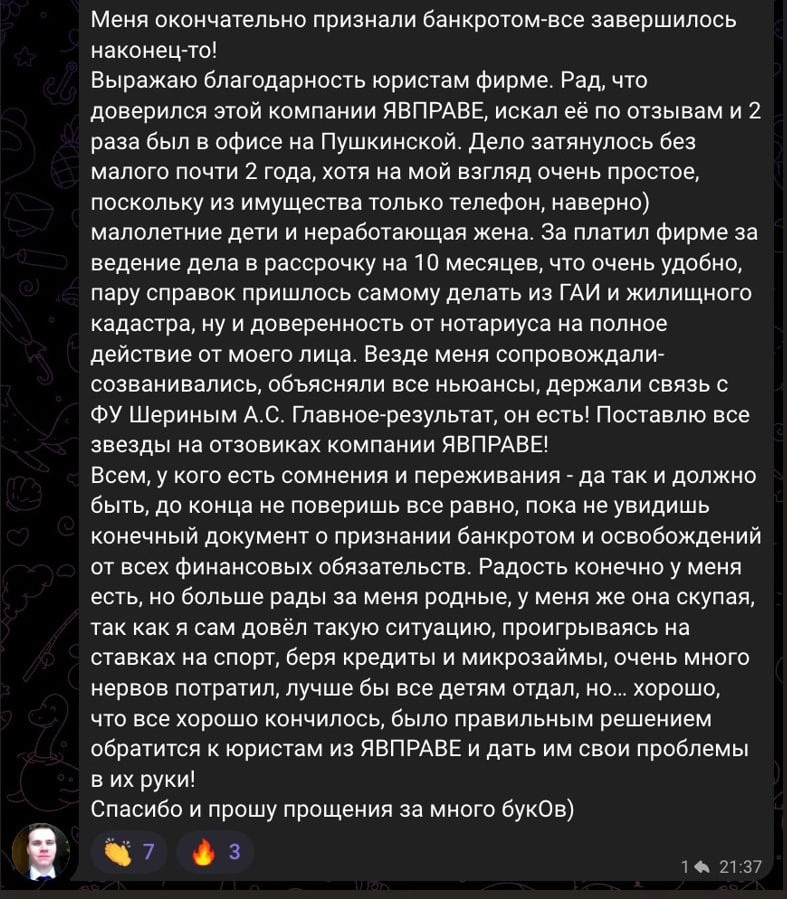 Меня окончательно признали банкротом-все завершилось
наконец-то!
Выражаю благодарность юристам фирме. Рад, что
доверился этой компании ЯВПРАВЕ, искал её по отзывам и 2
раза был в офисе на Пушкинской. Дело затянулось без
малого почти 2 года, хотя на мой взгляд очень простое,
поскольку из имущества только телефон, наверно)
малолетние дети и неработающая жена. За платил фирме за
ведение дела в рассрочку на 10 месяцев, что очень удобно,
пару справок пришлось самому делать из ГАИ и жилищного
кадастра, ну и доверенность от нотариуса на полное
действие от моего лица. Везде меня сопровождали-
созванивались, объясняли все ньюансы, держали связь с
ФУ Шериным А.С. Главное-результат, он есть! Поставлю все
звезды на отзовиках компании ЯВПРАВЕ!
Всем, у кого есть сомнения и переживания - да так и должно
быть, до конца не поверишь все равно, пока не увидишь
конечный документ о признании банкротом и освобождений
от всех финансовых обязательств. Радость конечно у меня
есть, но больше рады за меня родные, у меня же она скупая,
так как я сам довёл такую ситуацию, проигрываясь на
ставках на спорт, беря кредиты и микрозаймы, очень много
нервов потратил, лучше бы все детям отдал, но... хорошо,
что все хорошо кончилось, было правильным решением
обратится к юристам из ЯВПРАВЕ и дать им свои проблемы
в их руки!
Спасибо и прошу прощения за много букОв)
7 3
1 21:37